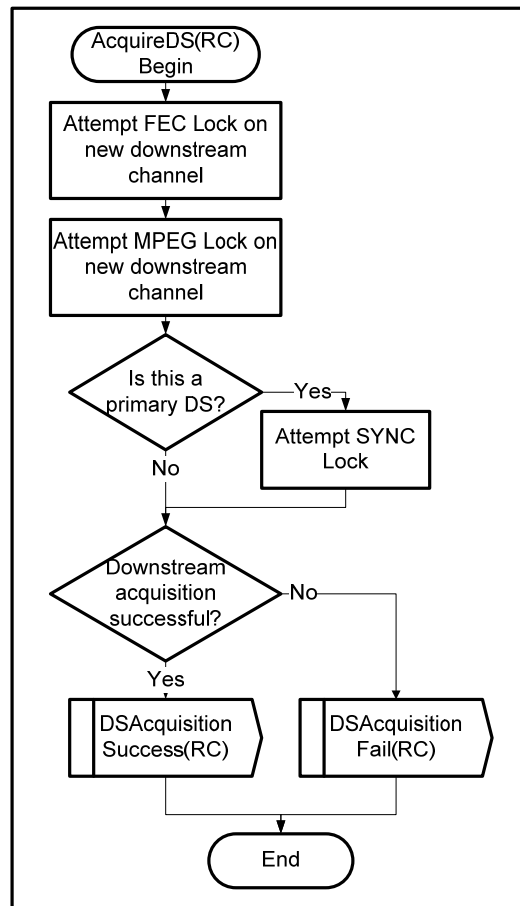 AcquireDS(RC)
Begin
Attempt FEC Lock on
new downstream
channel
Attempt MPEG Lock on
new downstream
channel
Is this a
primary DS?
Yes
Attempt SYNC
Lock
No
Downstream
acquisition
successful?
No
Yes
DSAcquisition
Success(RC)
DSAcquisition
Fail(RC)
End